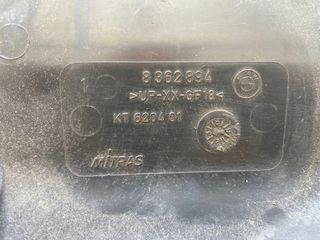 8 362 894
>UP-XX-GF18<
KT 6204 01
MITRAS